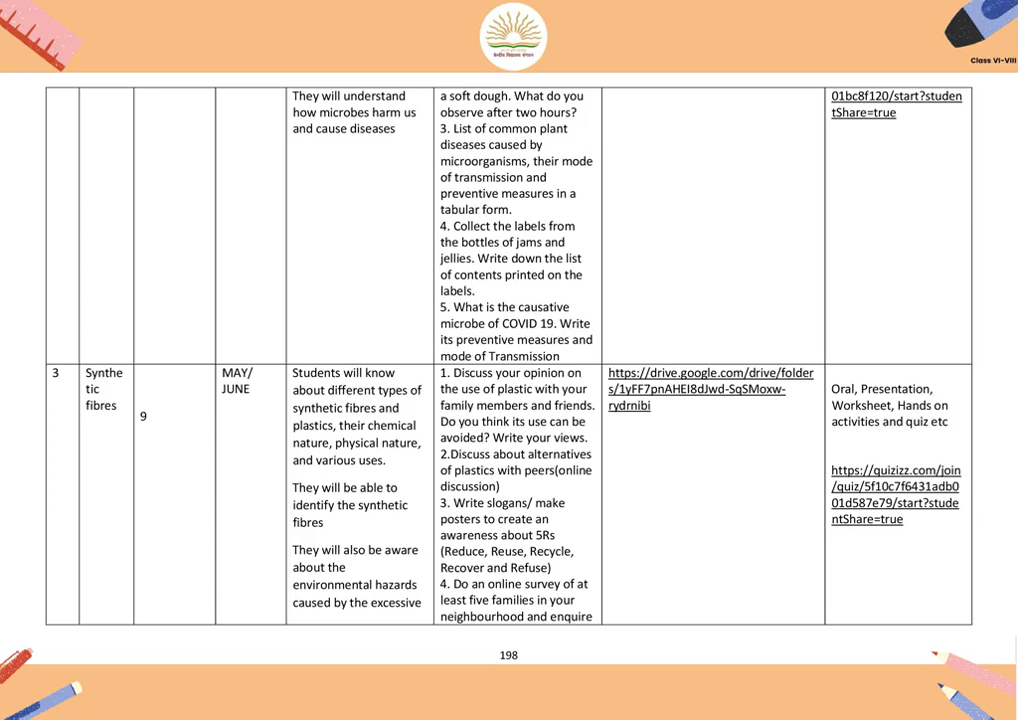 Class VI-VIII
केन्द्रीय विद्यालय संगठन
They will understand
how microbes harm us
and cause diseases
a soft dough. What do you
observe after two hours?
3. List of common plant
diseases caused by
microorganisms, their mode
of transmission and
preventive measures in a
tabular form.
4. Collect the labels from
the bottles of jams and
jellies. Write down the list
of contents printed on the
labels.
5. What is the causative
microbe of COVID 19. Write
its preventive measures and
mode of Transmission
01bc8f120/start?studen
tShare=true
3
Synthe
tic
fibres
9
MAY/
JUNE
Students will know
about different types of
synthetic fibres and
plastics, their chemical
nature, physical nature,
and various uses.
They will be able to
identify the synthetic
fibres
They will also be aware
about the
environmental hazards
caused by the excessive
1. Discuss your opinion on
the use of plastic with your
family members and friends.
Do you think its use can be
avoided? Write your views.
2.Discuss about alternatives
of plastics with peers(online
discussion)
3. Write slogans/ make
posters to create an
awareness about 5Rs
(Reduce, Reuse, Recycle,
Recover and Refuse)
4. Do an online survey of at
least five families in your
neighbourhood and enquire
https://drive.google.com/drive/folder
s/1yFF7pnAHEI8dJwd-SqSMoxw-
rydrnibi
Oral, Presentation,
Worksheet, Hands on
activities and quiz etc
https://quizizz.com/join
/quiz/5f10c7f6431adb0
01d587e79/start?stude
ntShare=true
198